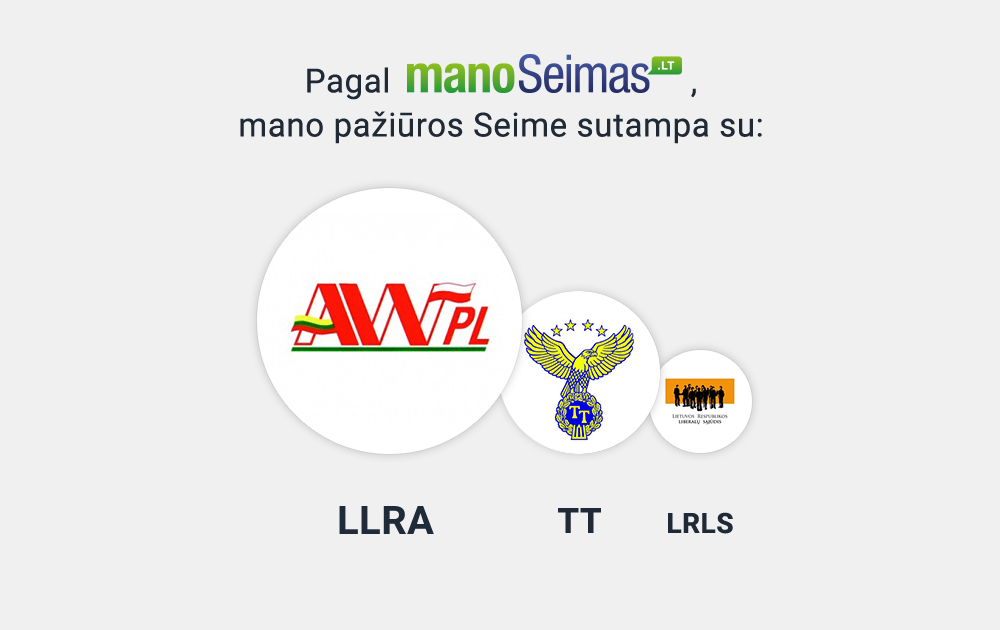 Pagal manoSeimas.LT ,
mano pažiūros Seime sutampa su:
AWPL
TT
LIETUVOS RESPUBLIKOS
LIBERALŲ SĄJŪDIS
LLRA
TT
LRLS